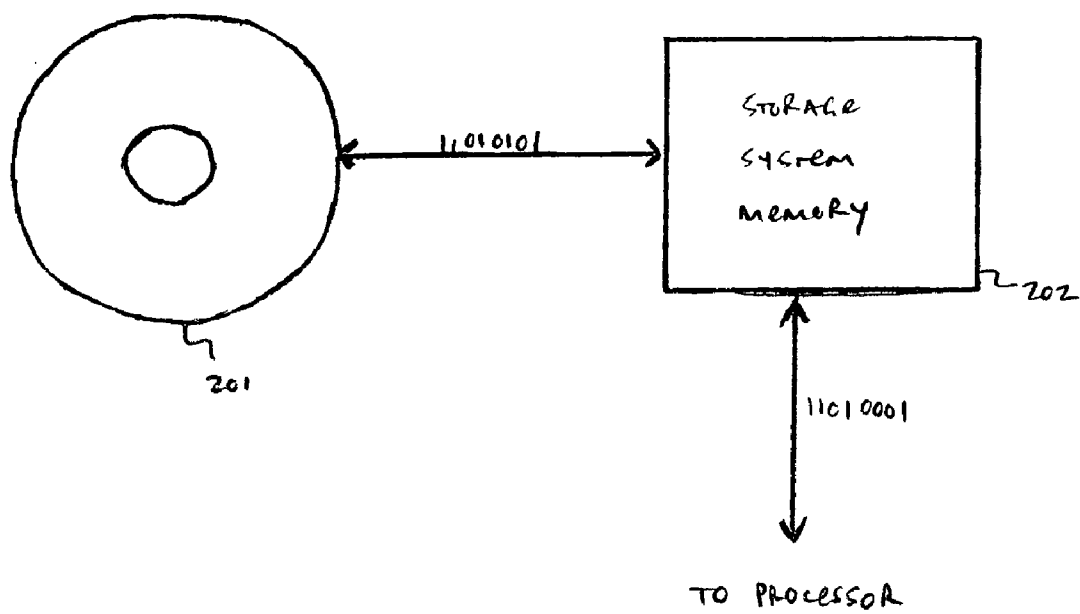 11010101
STORAGE
SYSTEM
MEMORY
202
201
11010001
TO PROCESSOR